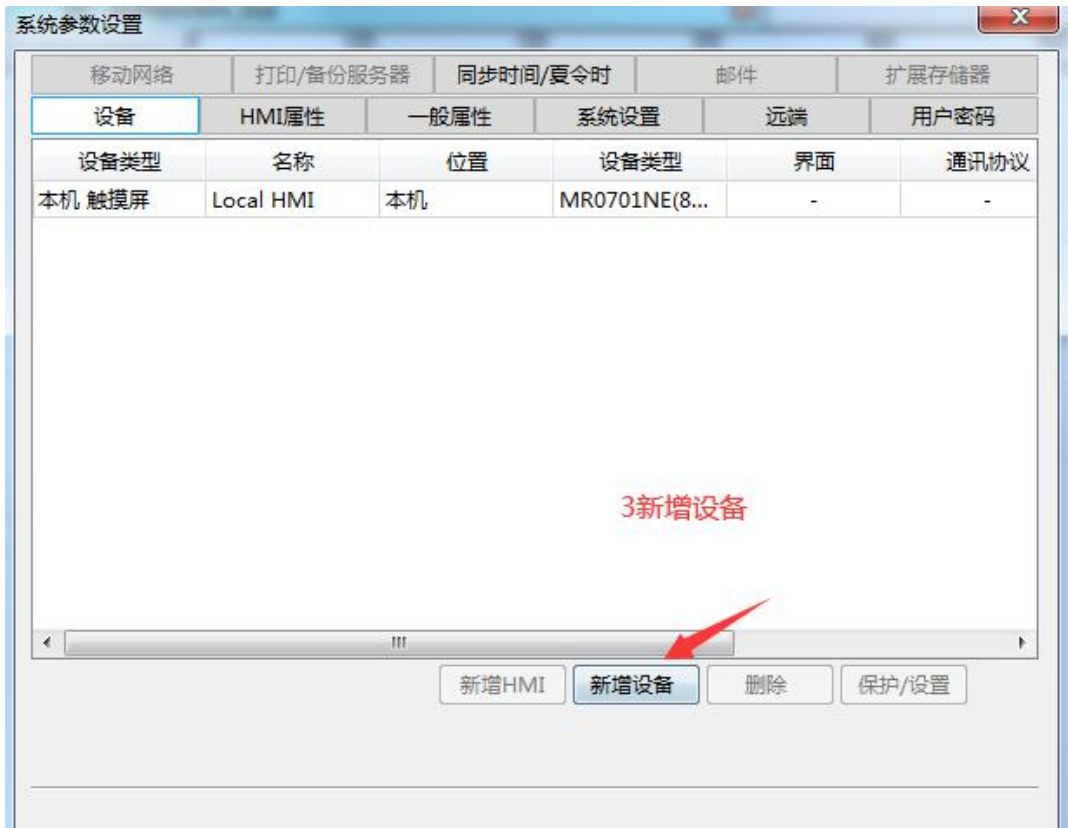 系统参数设置
移动网络 打印/备份服务器 同步时间/夏令时 邮件 扩展存储器
设备 HMI属性 一般属性 系统设置 远端 用户密码
设备类型 名称 位置 设备类型 界面 通讯协议
本机 触摸屏 Local HMI 本机 MR0701NE(8... - -
3新增设备
新增HMI 新增设备 删除 保护/设置